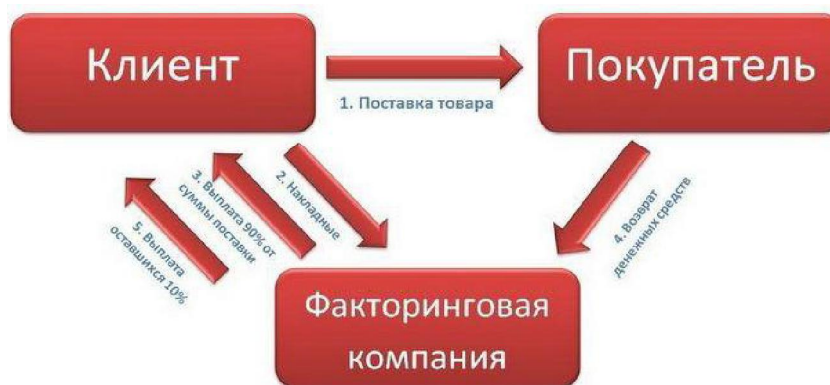 Клиент
Покупатель
1. Поставка товара
5. Выплата
оставшихся 10%
3. Выплата 90% от
суммы поставки
2. Накладные
4. Возврат
денежных средств
Факторинговая
компания